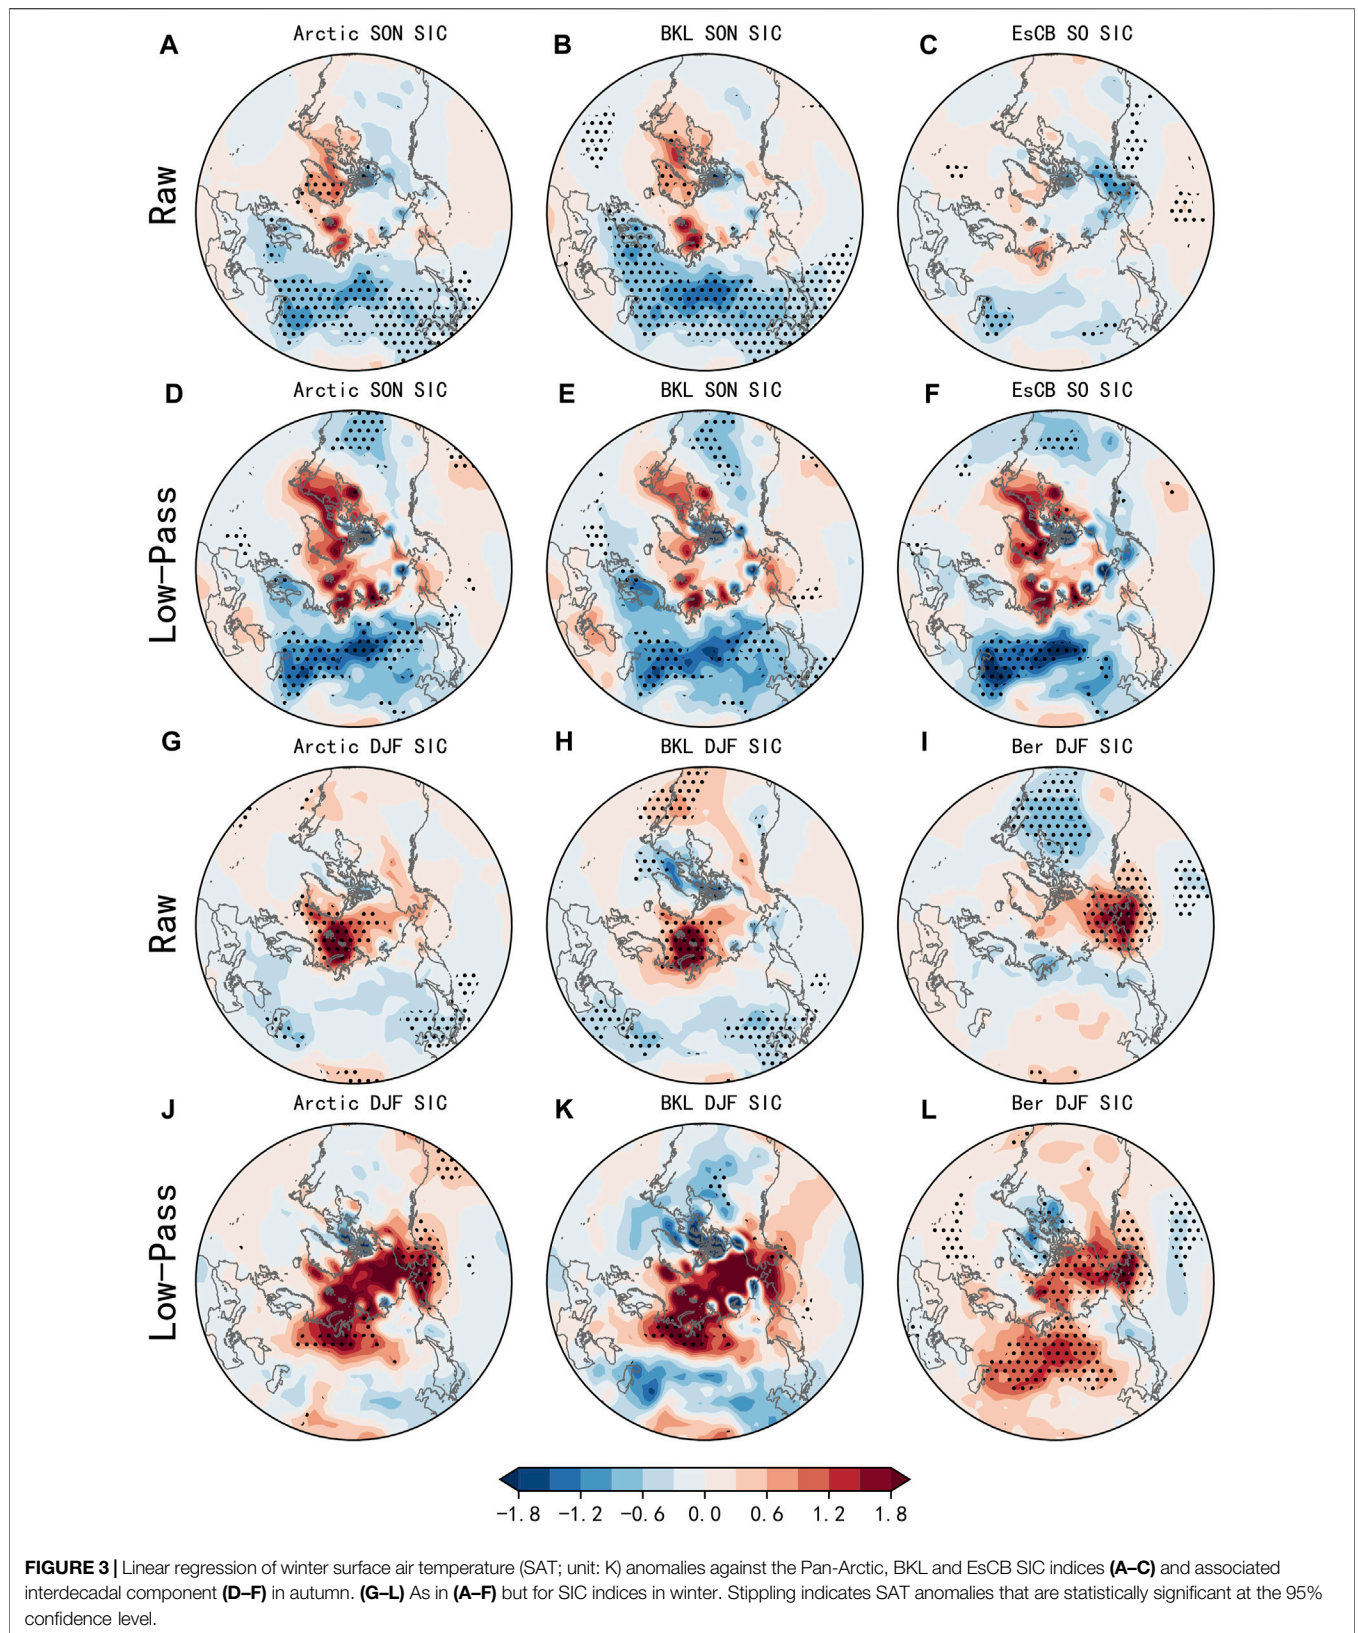 A Arctic SON SIC B BKL SON SIC C EsCB SO SIC
Raw
D Arctic SON SIC E BKL SON SIC F EsCB SO SIC
Low–Pass
G Arctic DJF SIC H BKL DJF SIC I Ber DJF SIC
Raw
J Arctic DJF SIC K BKL DJF SIC L Ber DJF SIC
Low–Pass
−1.8 −1.2 −0.6 0.0 0.6 1.2 1.8
FIGURE 3 | Linear regression of winter surface air temperature (SAT; unit: K) anomalies against the Pan-Arctic, BKL and EsCB SIC indices (A–C) and associated
interdecadal component (D–F) in autumn. (G–L) As in (A–F) but for SIC indices in winter. Stippling indicates SAT anomalies that are statistically significant at the 95%
confidence level.